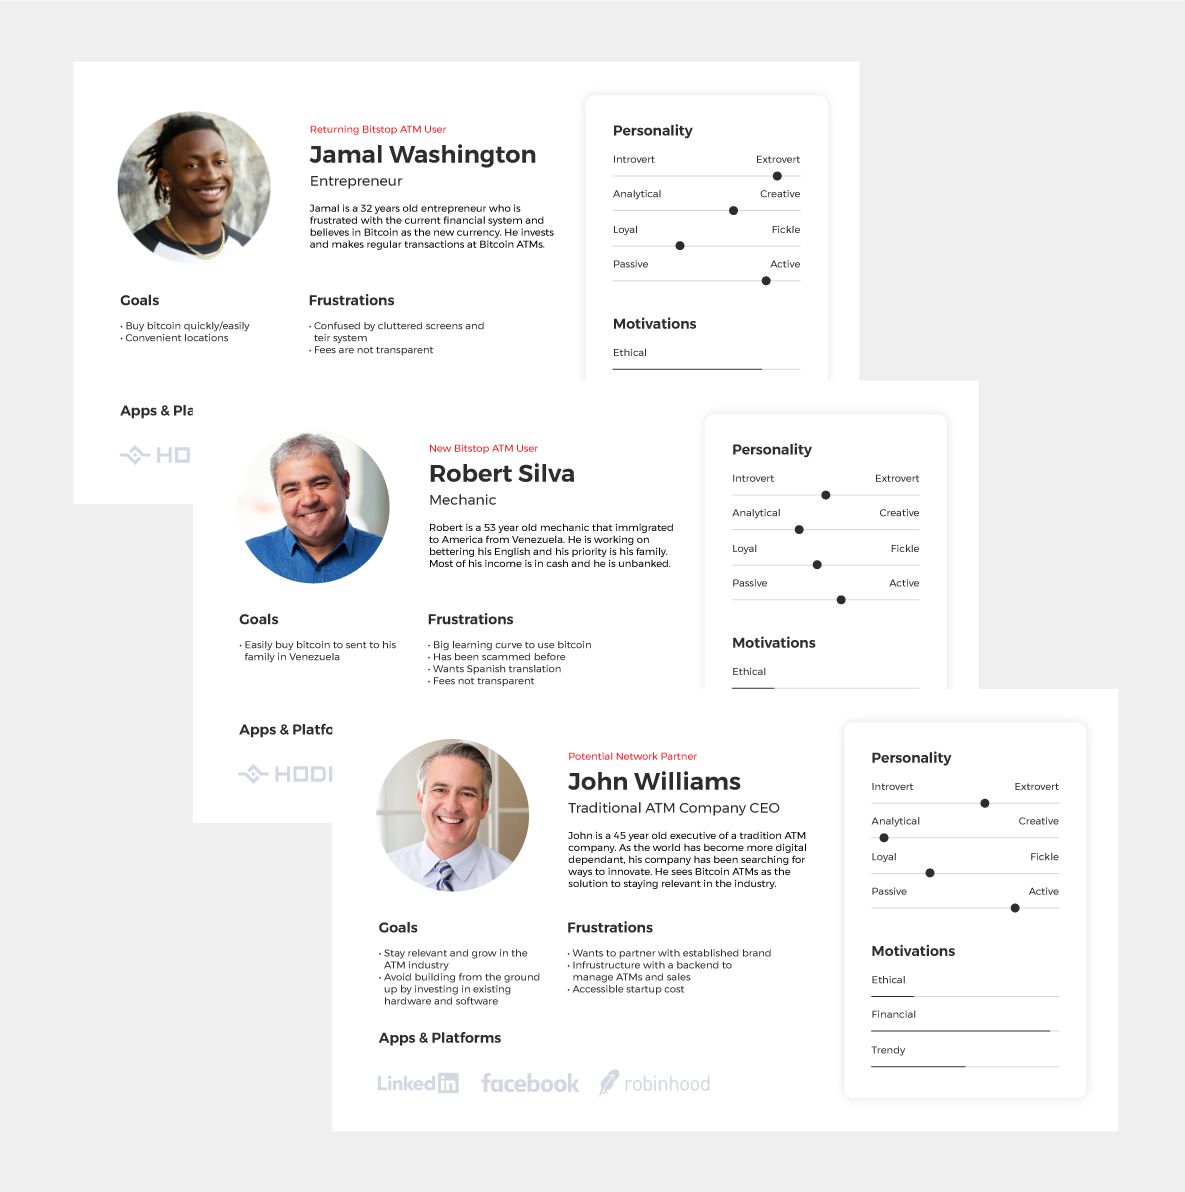 Returning Bitstop ATM User
Jamal Washington
Entrepreneur
Jamal is a 32 years old entrepreneur who is
frustrated with the current financial system and
believes in Bitcoin as the new currency. He invests
and makes regular transactions at Bitcoin ATMs.
Goals
• Buy bitcoin quickly/easily
• Convenient locations
Frustrations
• Confused by cluttered screens and
teir system
• Fees are not transparent
Apps & Pla
HO
Personality
Introvert Extrovert
Analytical Creative
Loyal Fickle
Passive Active
Motivations
Ethical
New Bitstop ATM User
Robert Silva
Mechanic
Robert is a 53 year old mechanic that immigrated
to America from Venezuela. He is working on
bettering his English and his priority is his family.
Most of his income is in cash and he is unbanked.
Goals
• Easily buy bitcoin to sent to his
family in Venezuela
Frustrations
• Big learning curve to use bitcoin
• Has been scammed before
• Wants Spanish translation
• Fees not transparent
Apps & Platfo
HODL
Personality
Introvert Extrovert
Analytical Creative
Loyal Fickle
Passive Active
Motivations
Ethical
Potential Network Partner
John Williams
Traditional ATM Company CEO
John is a 45 year old executive of a tradition ATM
company. As the world has become more digital
dependant, his company has been searching for
ways to innovate. He sees Bitcoin ATMs as the
solution to staying relevant in the industry.
Goals
• Stay relevant and grow in the
ATM industry
• Avoid building from the ground
up by investing in existing
hardware and software
Frustrations
• Wants to partner with established brand
• Infrustructure with a backend to
manage ATMs and sales
• Accessible startup cost
Apps & Platforms
LinkedIn facebook robinhood
Personality
Introvert Extrovert
Analytical Creative
Loyal Fickle
Passive Active
Motivations
Ethical
Financial
Trendy